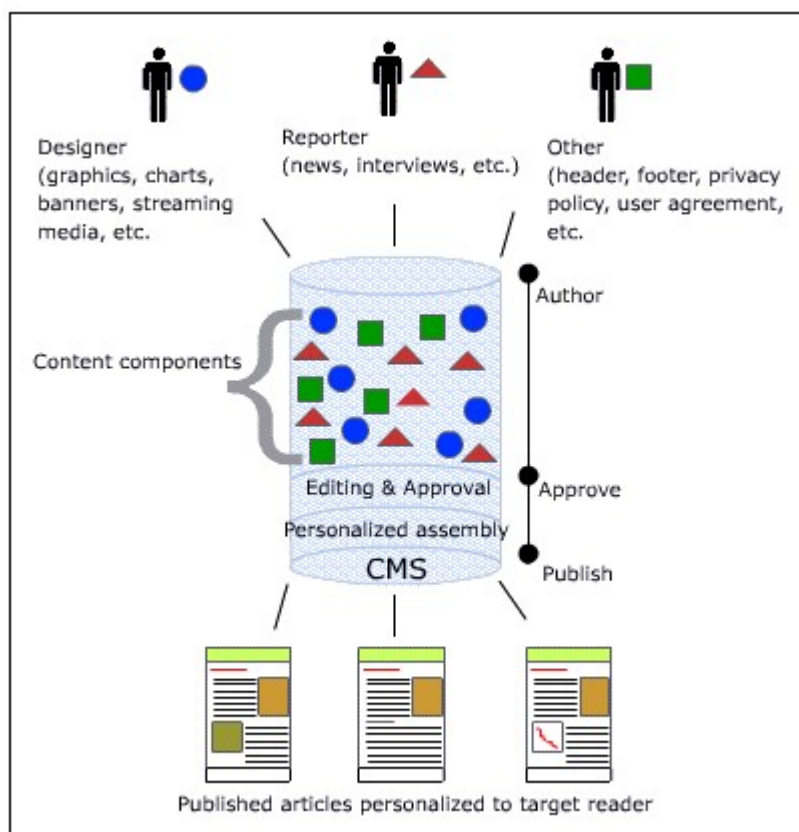 Designer
(graphics, charts,
banners, streaming
media, etc.
Reporter
(news, interviews, etc.)
Other
(header, footer, privacy
policy, user agreement,
etc.
Author
Content components
Editing & Approval
Approve
Personalized assembly
CMS
Publish
Published articles personalized to target reader